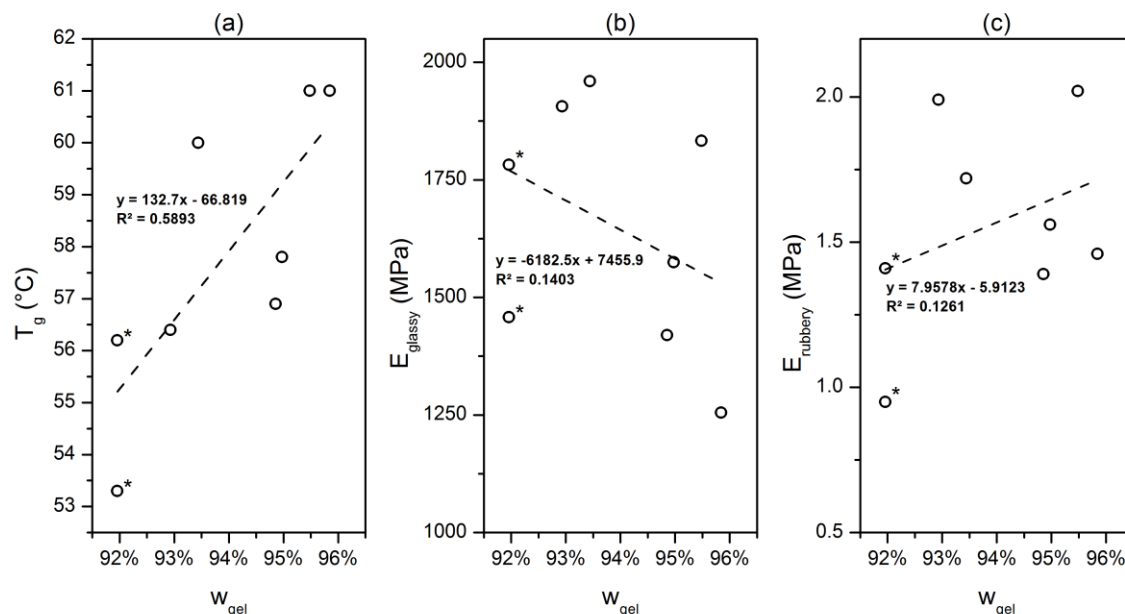 (a)
62
61
60
59
58
57
56
55
54
53
T_g (°C)
y = 132.7x - 66.819
R² = 0.5893
*
*
92% 93% 94% 95% 96%
w_gel
(b)
2000
1750
1500
1250
1000
E_glassy (MPa)
*
y = -6182.5x + 7455.9
R² = 0.1403
*
92% 93% 94% 95% 96%
w_gel
(c)
2.0
1.5
1.0
0.5
E_rubbery (MPa)
*
y = 7.9578x - 5.9123
R² = 0.1261
*
92% 93% 94% 95% 96%
w_gel